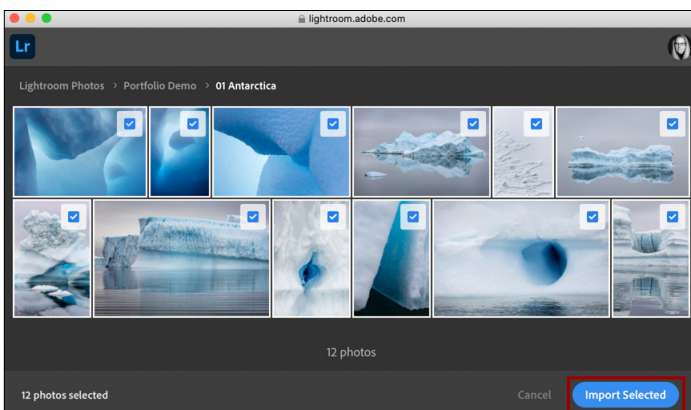 lightroom.adobe.com
Lr
Lightroom Photos > Portfolio Demo > 01 Antarctica
12 photos
12 photos selected
Cancel
Import Selected